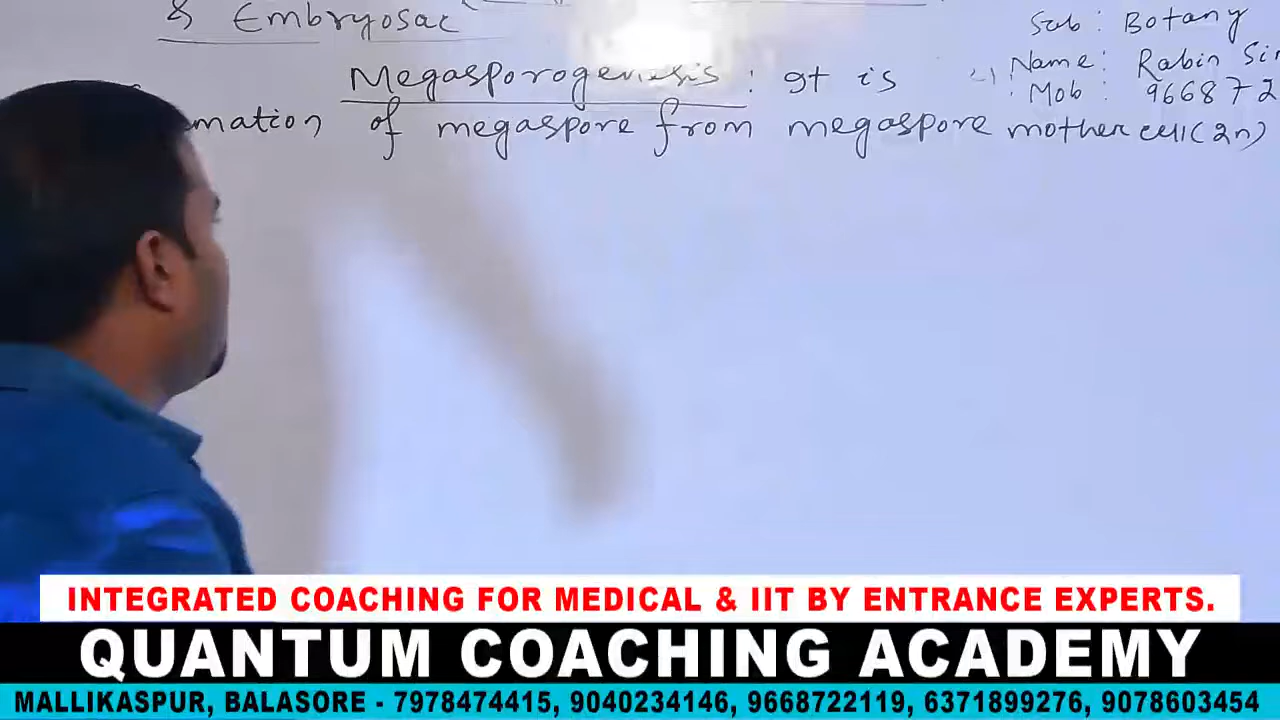 & Embryosac
Sub : Botany
Megasporogenesis : It is
Name : Rabin
Mob : 966872
mation of megaspore from megaspore mother cell (2n)
INTEGRATED COACHING FOR MEDICAL & IIT BY ENTRANCE EXPERTS.
QUANTUM COACHING ACADEMY
MALLIKASPUR, BALASORE - 7978474415, 9040234146, 9668722119, 6371899276, 9078603454